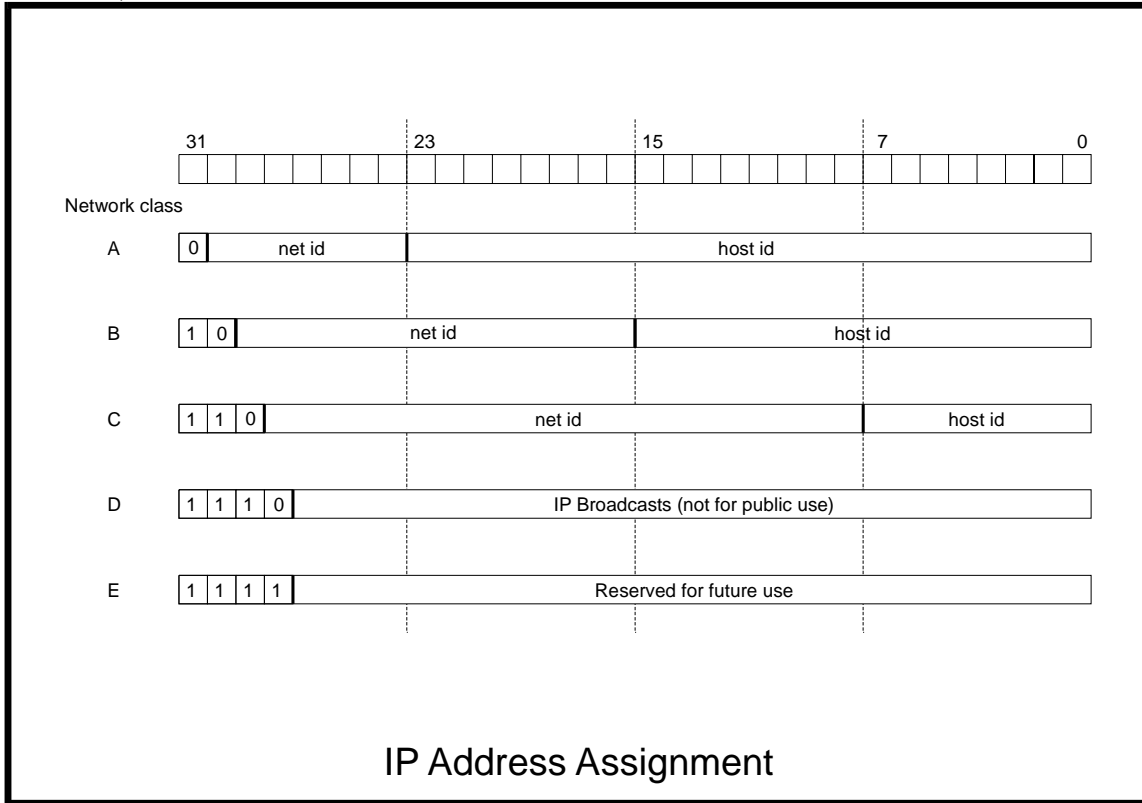 31 23 15 7 0
Network class
A 0 net id host id
B 1 0 net id host id
C 1 1 0 net id host id
D 1 1 1 0 IP Broadcasts (not for public use)
E 1 1 1 1 Reserved for future use
IP Address Assignment